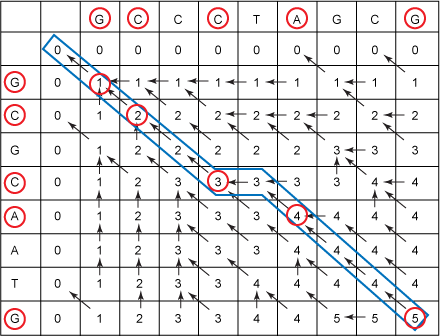 G C C C T A G C G
0 0 0 0 0 0 0 0 0 0
G 0 1 1 1 1 1 1 1 1 1
C 0 1 2 2 2 2 2 2 2 2
G 0 1 2 2 2 2 2 3 3 3
C 0 1 2 3 3 3 3 3 4 4
A 0 1 2 3 3 3 4 4 4 4
A 0 1 2 3 3 3 4 4 4 4
T 0 1 2 3 3 4 4 4 4 4
G 0 1 2 3 3 4 4 5 5 5